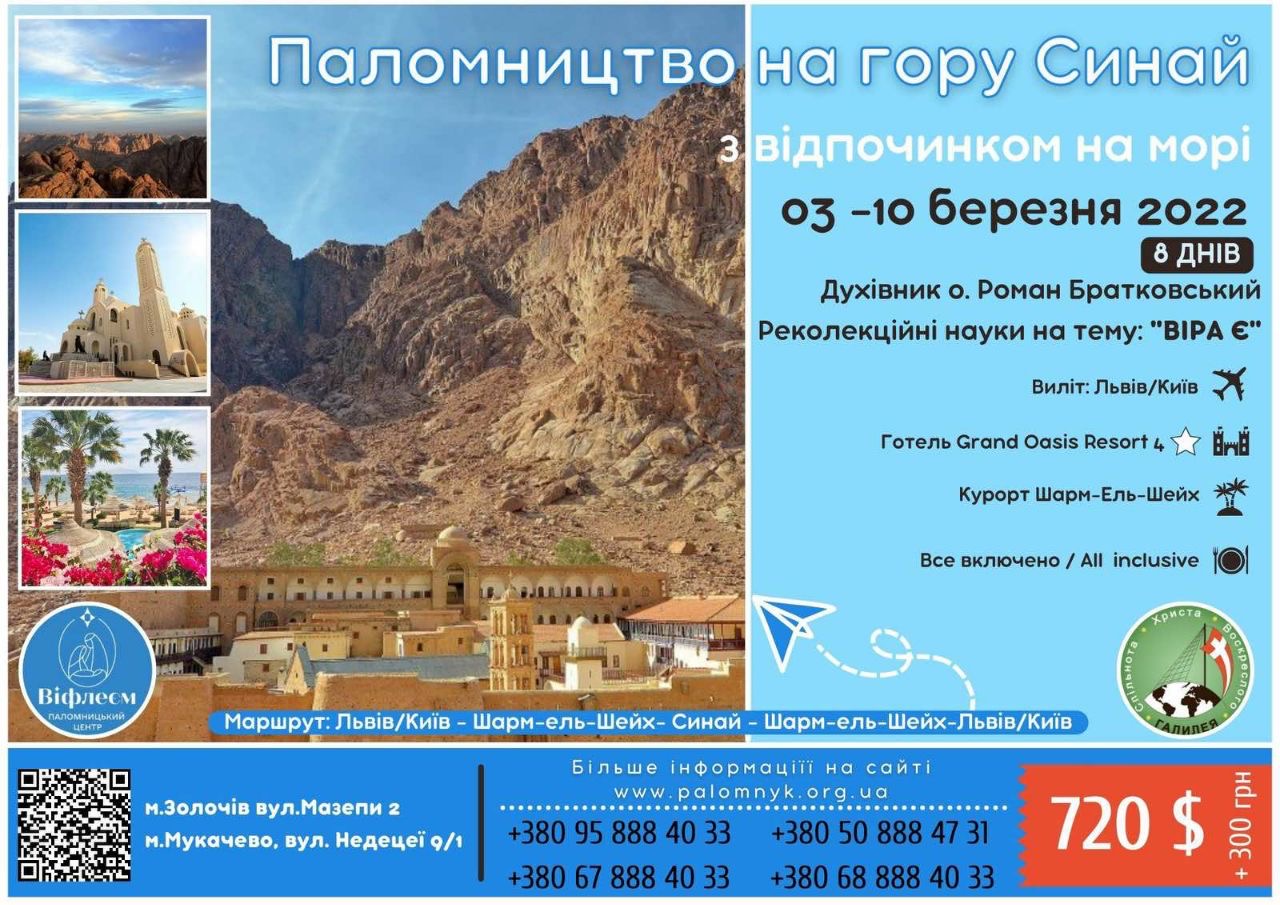 Паломництво на гору Синай
з відпочинком на морі
03 -10 березня 2022
8 ДНІВ
Духівник о. Роман Братковський
Реколекційні науки на тему: "ВІРА Є"
Виліт: Львів/Київ
Готель Grand Oasis Resort 4
Курорт Шарм-Ель-Шейх
Все включено / All inclusive
Віфлеєм
ПАЛОМНИЦЬКИЙ
ЦЕНТР
Спільнота Христа Воскреслого
ГАЛИЛЕЯ
Маршрут: Львів/Київ - Шарм-ель-Шейх- Синай - Шарм-ель-Шейх-Львів/Київ
м.Золочів вул.Мазепи 2
м.Мукачево, вул. Недецеї 9/1
Більше інформаціїї на сайті
www.palomnyk.org.ua
+380 95 888 40 33
+380 50 888 47 31
+380 67 888 40 33
+380 68 888 40 33
720 $
+ 300 грн